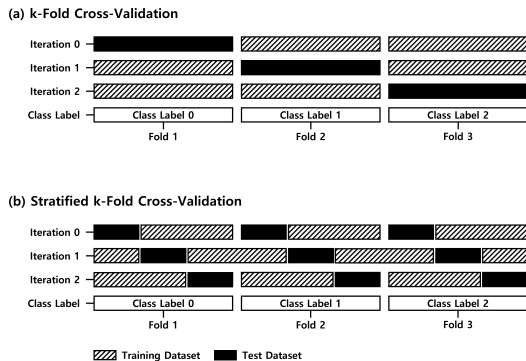 (a) k-Fold Cross-Validation
Iteration 0
Iteration 1
Iteration 2
Class Label Class Label 0 Class Label 1 Class Label 2
Fold 1 Fold 2 Fold 3
(b) Stratified k-Fold Cross-Validation
Iteration 0
Iteration 1
Iteration 2
Class Label Class Label 0 Class Label 1 Class Label 2
Fold 1 Fold 2 Fold 3
Training Dataset Test Dataset